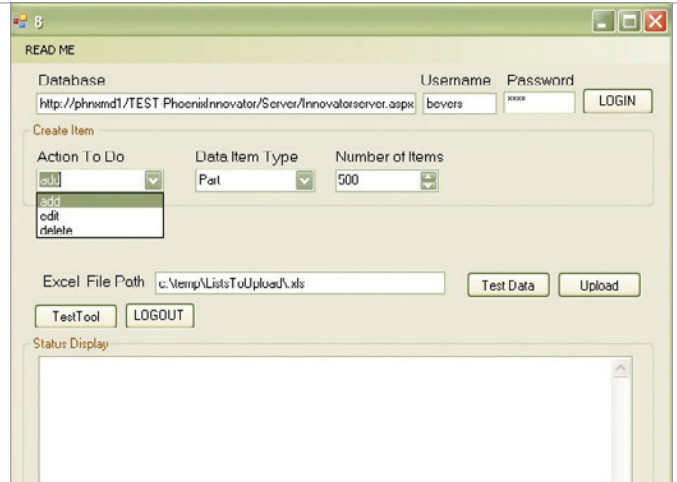 8
READ ME
Database Username Password
http://phnxmd1/TEST PhoenixInnovator/Server/Innovatorserver.aspx bevers xxxx LOGIN
Create Item
Action To Do Data Item Type Number of Items
add Part 500
add
edit
delete
Excel File Path c:\temp\ListsToUpload\.xls Test Data Upload
TestTool LOGOUT
Status Display